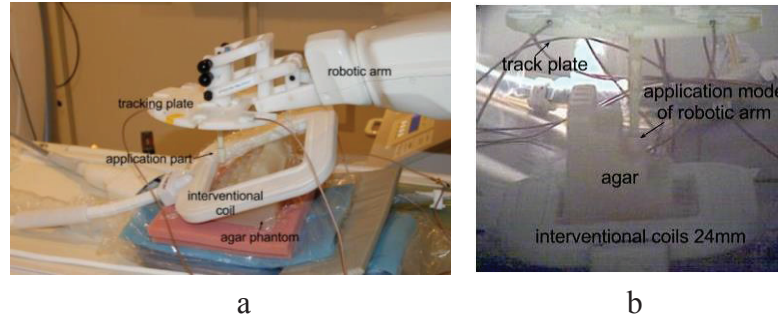 robotic arm
tracking plate
application part
interventional
coil
agar phantom
track plate
application mode
of robotic arm
agar
interventional coils 24mm
a
b